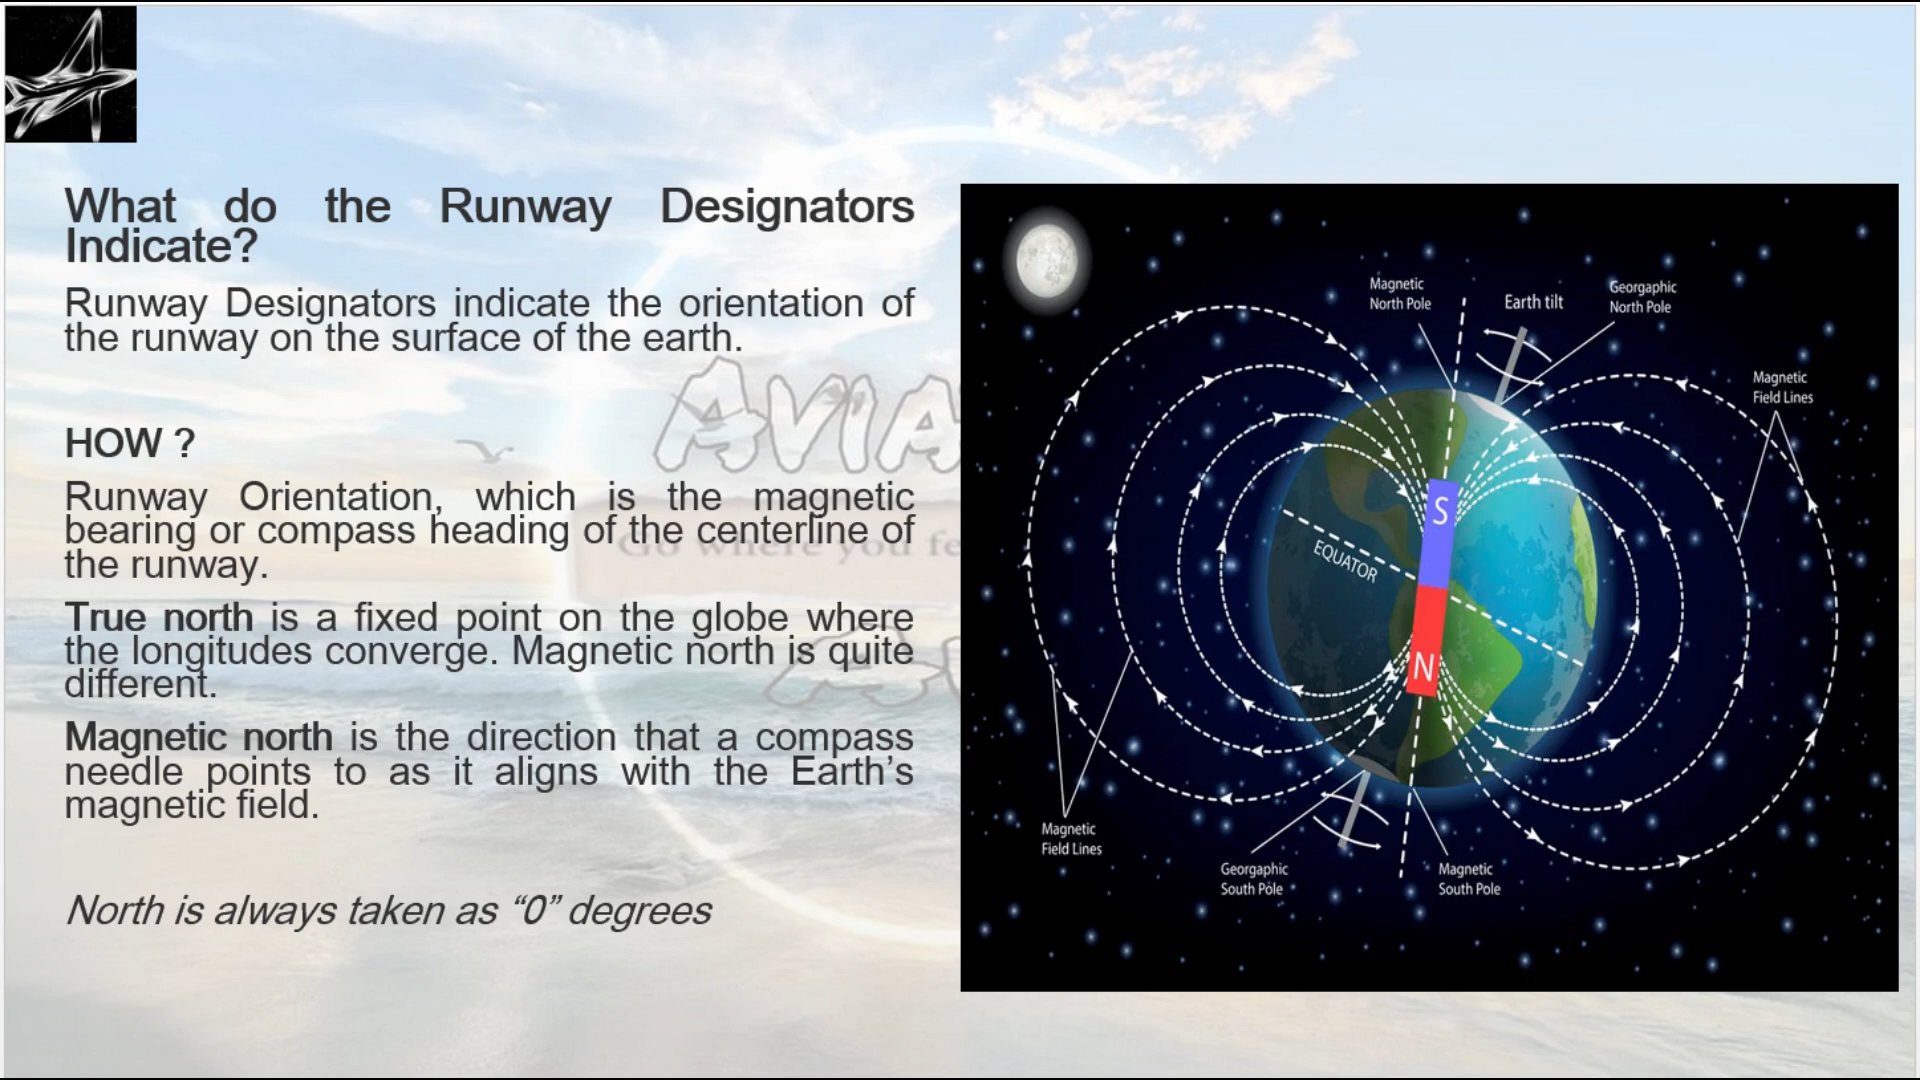 What do the Runway Designators
Indicate?
Runway Designators indicate the orientation of
the runway on the surface of the earth.
HOW ?
Runway Orientation, which is the magnetic
bearing or compass heading of the centerline of
the runway.
True north is a fixed point on the globe where
the longitudes converge. Magnetic north is quite
different.
Magnetic north is the direction that a compass
needle points to as it aligns with the Earth’s
magnetic field.
North is always taken as “0” degrees
Go where you fe
Magnetic
North Pole
Earth tilt
Georgaphic
North Pole
Magnetic
Field Lines
S
EQUATOR
N
Magnetic
Field Lines
Georgaphic
South Pole
Magnetic
South Pole